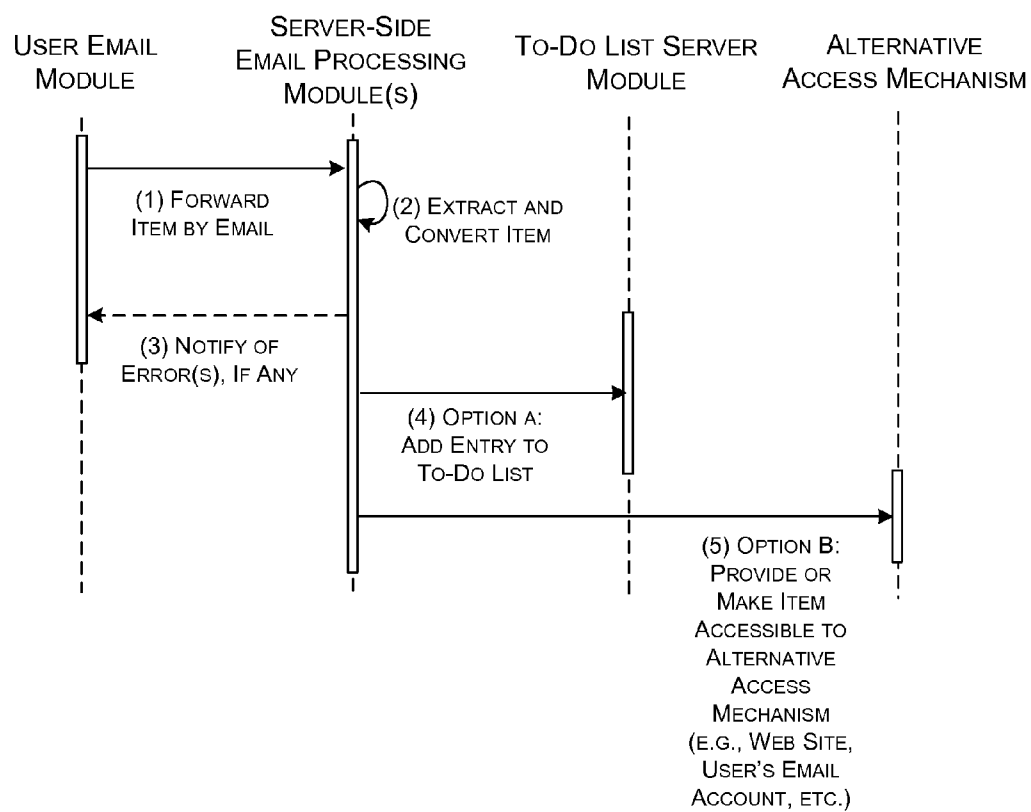 USER EMAIL
MODULE
SERVER-SIDE
EMAIL PROCESSING
MODULE(S)
TO-DO LIST SERVER
MODULE
ALTERNATIVE
ACCESS MECHANISM
(1) FORWARD
ITEM BY EMAIL
(2) EXTRACT AND
CONVERT ITEM
(3) NOTIFY OF
ERROR(S), IF ANY
(4) OPTION A:
ADD ENTRY TO
TO-DO LIST
(5) OPTION B:
PROVIDE OR
MAKE ITEM
ACCESSIBLE TO
ALTERNATIVE
ACCESS
MECHANISM
(E.G., WEB SITE,
USER'S EMAIL
ACCOUNT, ETC.)